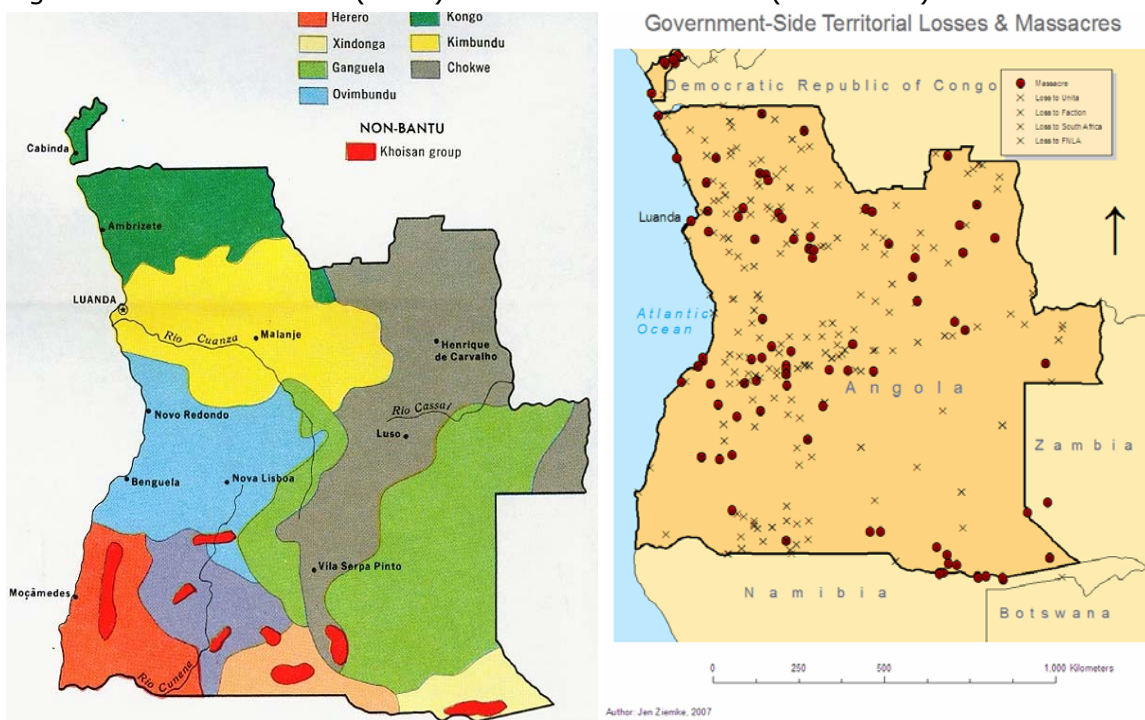 Herero
Kongo
Xindonga
Kimbundu
Ganguela
Chokwe
Ovimbundu
NON-BANTU
Khoisan group
Cabinda
Ambrizete
LUANDA
Rio Cuanza
Malanje
Henrique
de Carvalho
Novo Redondo
Rio Cassai
Luso
Benguela
Nova Lisboa
Vila Serpa Pinto
Moçâmedes
Rio Cunene
Government-Side Territorial Losses & Massacres
Democratic Republic of Congo
Massacre
Loss to Unita
Loss to Faction
Loss to South Africa
Loss to FNLA
Luanda
Atlantic
Ocean
Angola
Zambia
Namibia
Botswana
0 250 500 1,000 Kilometers
Author: Jen Ziemke, 2007